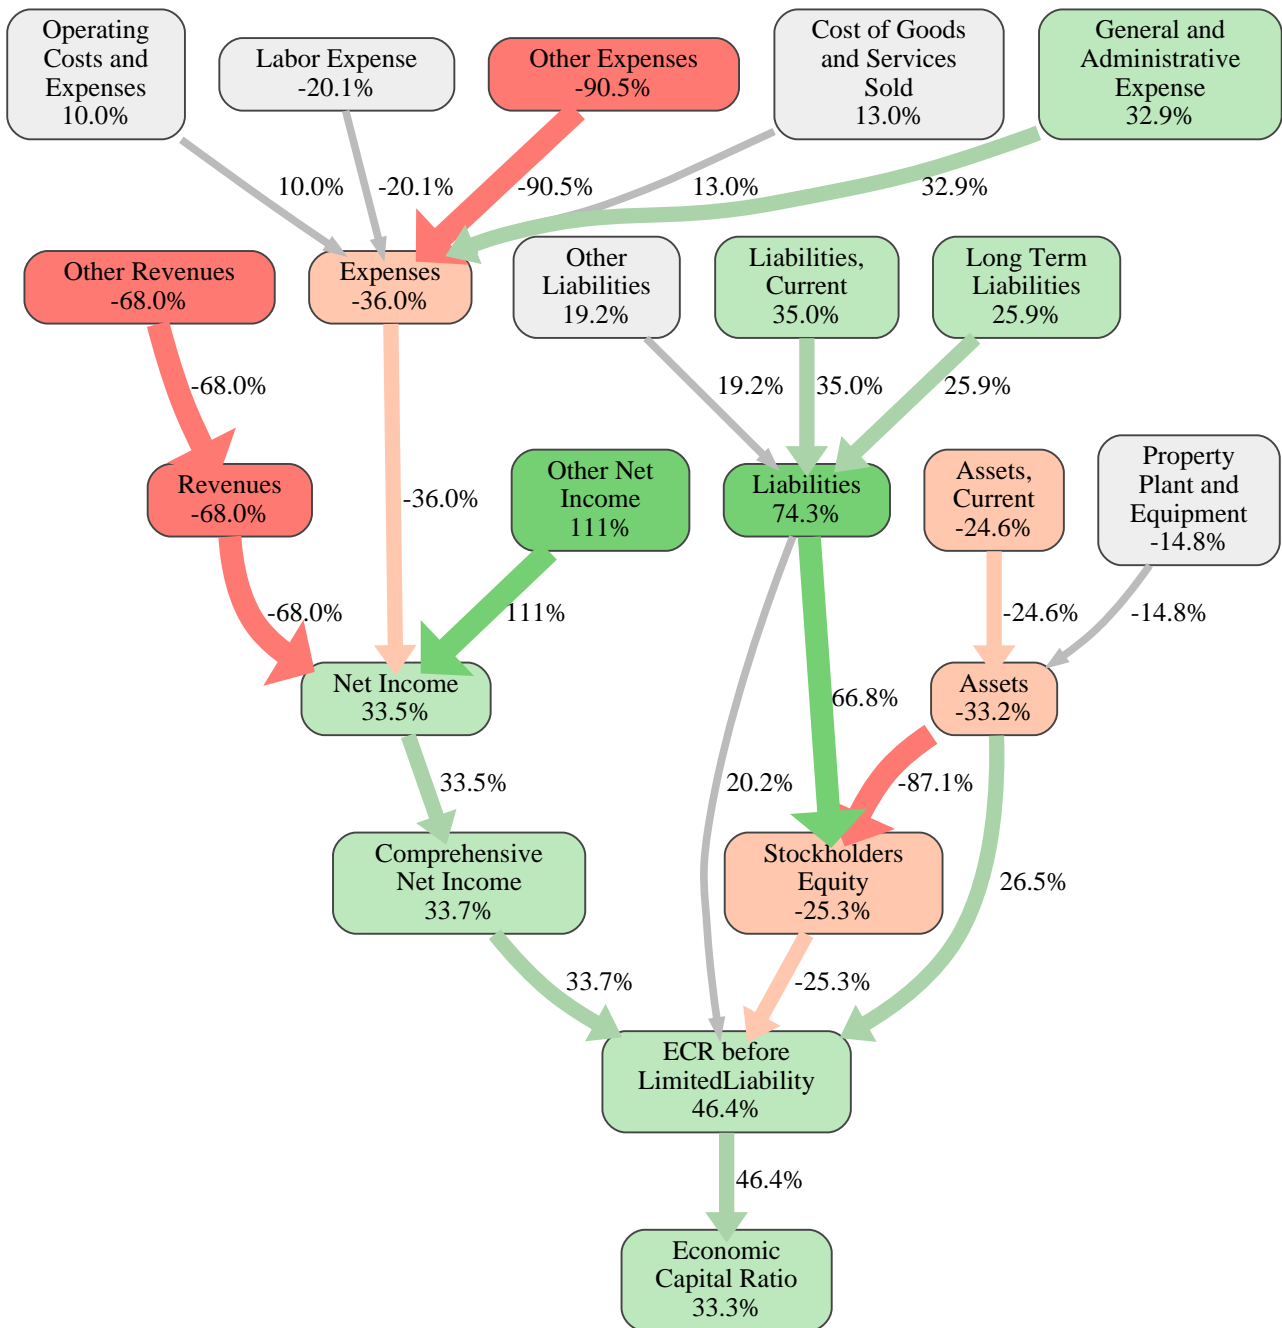 Operating
Costs and
Expenses
10.0%
Labor Expense
-20.1%
Other Expenses
-90.5%
Cost of Goods
and Services
Sold
13.0%
General and
Administrative
Expense
32.9%
10.0%
-20.1%
-90.5%
13.0%
32.9%
Other Revenues
-68.0%
Expenses
-36.0%
Other
Liabilities
19.2%
Liabilities,
Current
35.0%
Long Term
Liabilities
25.9%
-68.0%
19.2%
35.0%
25.9%
Revenues
-68.0%
-36.0%
Other Net
Income
111%
Liabilities
74.3%
Assets,
Current
-24.6%
Property
Plant and
Equipment
-14.8%
-68.0%
111%
-24.6%
-14.8%
Net Income
33.5%
66.8%
Assets
-33.2%
33.5%
20.2%
-87.1%
Comprehensive
Net Income
33.7%
Stockholders
Equity
-25.3%
26.5%
33.7%
-25.3%
ECR before
LimitedLiability
46.4%
46.4%
Economic
Capital Ratio
33.3%